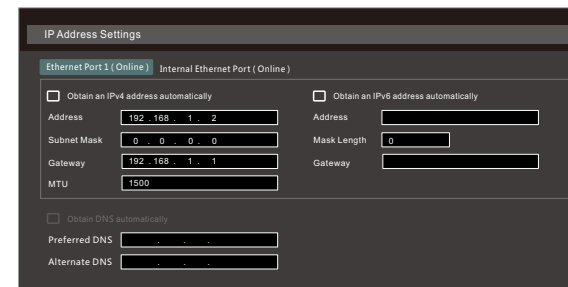 IP Address Settings
Ethernet Port 1 ( Online ) Internal Ethernet Port ( Online )
Obtain an IPv4 address automatically Obtain an IPv6 address automatically
Address 192 . 168 . 1 . 2 Address
Subnet Mask 0 . 0 . 0 . 0 Mask Length 0
Gateway 192 . 168 . 1 . 1 Gateway
MTU 1500
Obtain DNS automatically
Preferred DNS . . .
Alternate DNS . . .